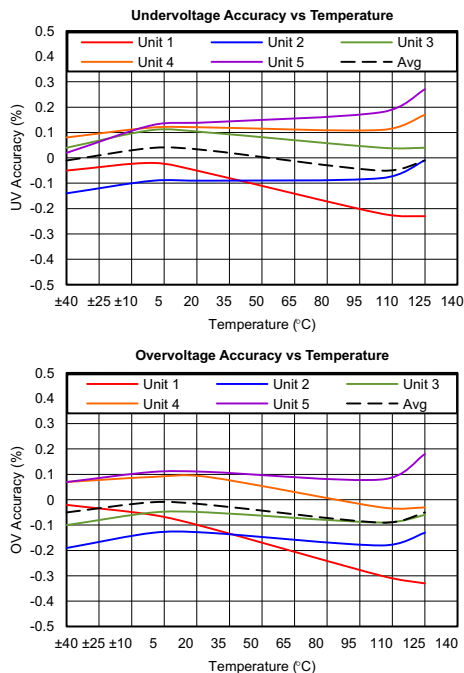 Undervoltage Accuracy vs Temperature
0.5
Unit 1 Unit 2 Unit 3
0.4
Unit 4 Unit 5 Avg
0.3
0.2
0.1
0
-0.1
-0.2
-0.3
-0.4
-0.5
UV Accuracy (%)
±40 ±25 ±10 5 20 35 50 65 80 95 110 125 140
Temperature (°C)
Overvoltage Accuracy vs Temperature
0.5
Unit 1 Unit 2 Unit 3
0.4
Unit 4 Unit 5 Avg
0.3
0.2
0.1
0
-0.1
-0.2
-0.3
-0.4
-0.5
OV Accuracy (%)
±40 ±25 ±10 5 20 35 50 65 80 95 110 125 140
Temperature (°C)